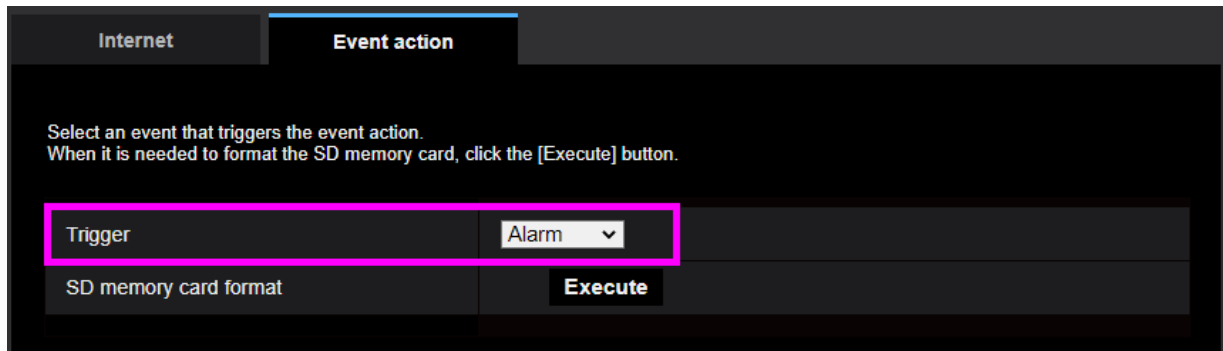 Internet
Event action
Select an event that triggers the event action.
When it is needed to format the SD memory card, click the [Execute] button.
Trigger
Alarm
SD memory card format
Execute